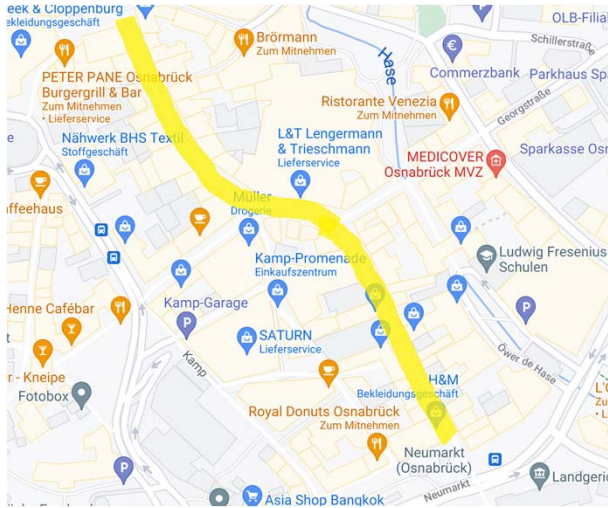 eek & Cloppenburg
ekleidungsgeschäft
OLB-Filia
Schillerstraße
Brörmann
Zum Mitnehmen
Hase
Commerzbank
Parkhaus Sp
PETER PANE Osnabrück
Burgergrill & Bar
Zum Mitnehmen
• Lieferservice
Ristorante Venezia
Zum Mitnehmen
Georgstraße
Nähwerk BHS Textil
Stoffgeschäft
L&T Lengermann
& Trieschmann
Lieferservice
MEDICOVER
Osnabrück MVZ
Sparkasse Osn
ffeehaus
Müller
Drogerie
Kamp-Promenade
Einkaufszentrum
Ludwig Fresenius
Schulen
Kamp-Garage
Henne Cafébar
SATURN
Lieferservice
Kamp
Öwer de Hase
r - Kneipe
Fotobox
H&M
Bekleidungsgeschäft
Royal Donuts Osnabrück
Zum Mitnehmen
L'O
Zu
• L
Neumarkt
(Osnabrück)
Landgeric
Neumarkt
Asia Shop Bangkok